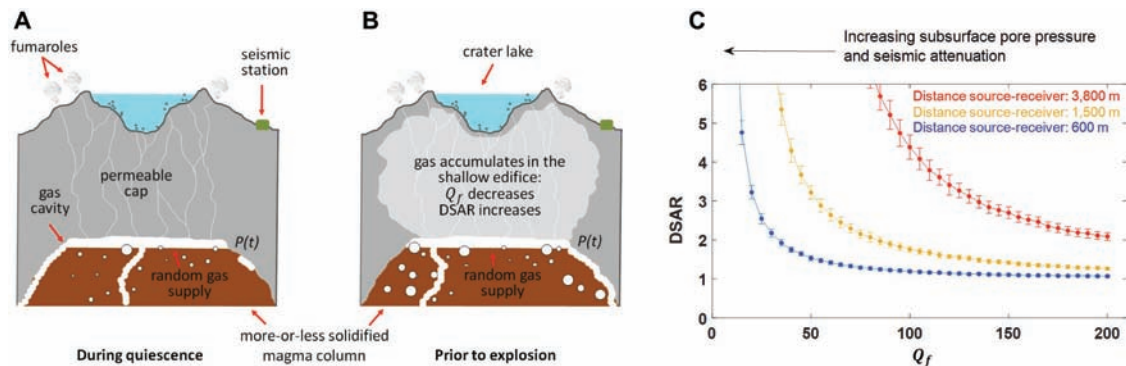 A
fumaroles
seismic
station
permeable
cap
gas
cavity
P(t)
random gas
supply
During quiescence
more-or-less solidified
magma column
B
crater lake
gas accumulates in the
shallow edifice:
Q_f decreases
DSAR increases
P(t)
random gas
supply
Prior to explosion
C
Increasing subsurface pore pressure
and seismic attenuation
Distance source-receiver: 3,800 m
Distance source-receiver: 1,500 m
Distance source-receiver: 600 m
DSAR
6
5
4
3
2
1
0
0 50 100 150 200
Q_f